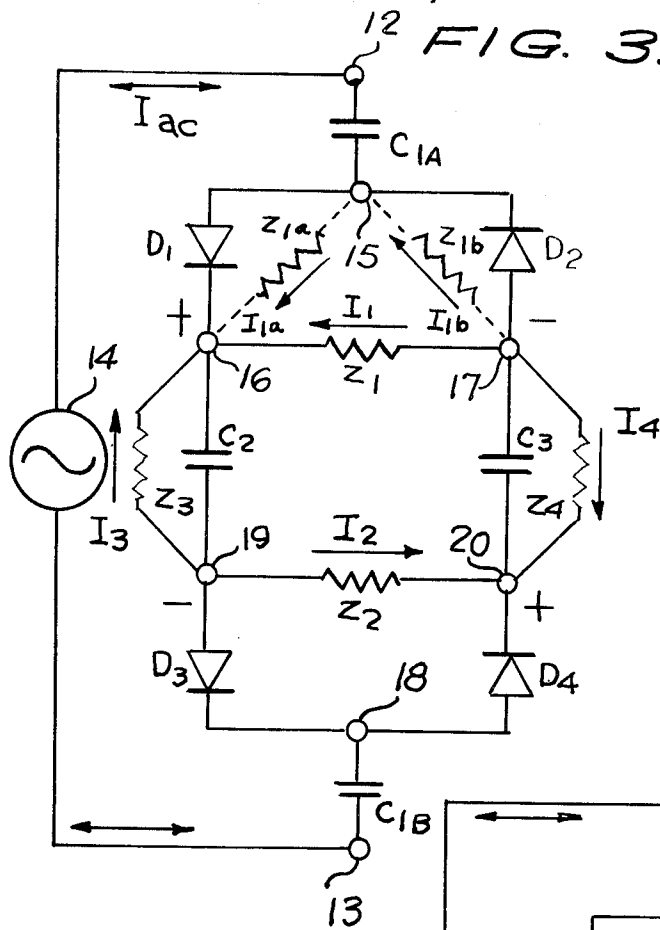 12
FIG. 3.
Iac
C1A
Z1a
15
Z1b
D1
D2
+
I1a
I1
I1b
−
14
16
Z1
17
C2
C3
I4
Z3
Z4
I3
19
I2
20
−
Z2
+
D3
18
D4
C1B
13